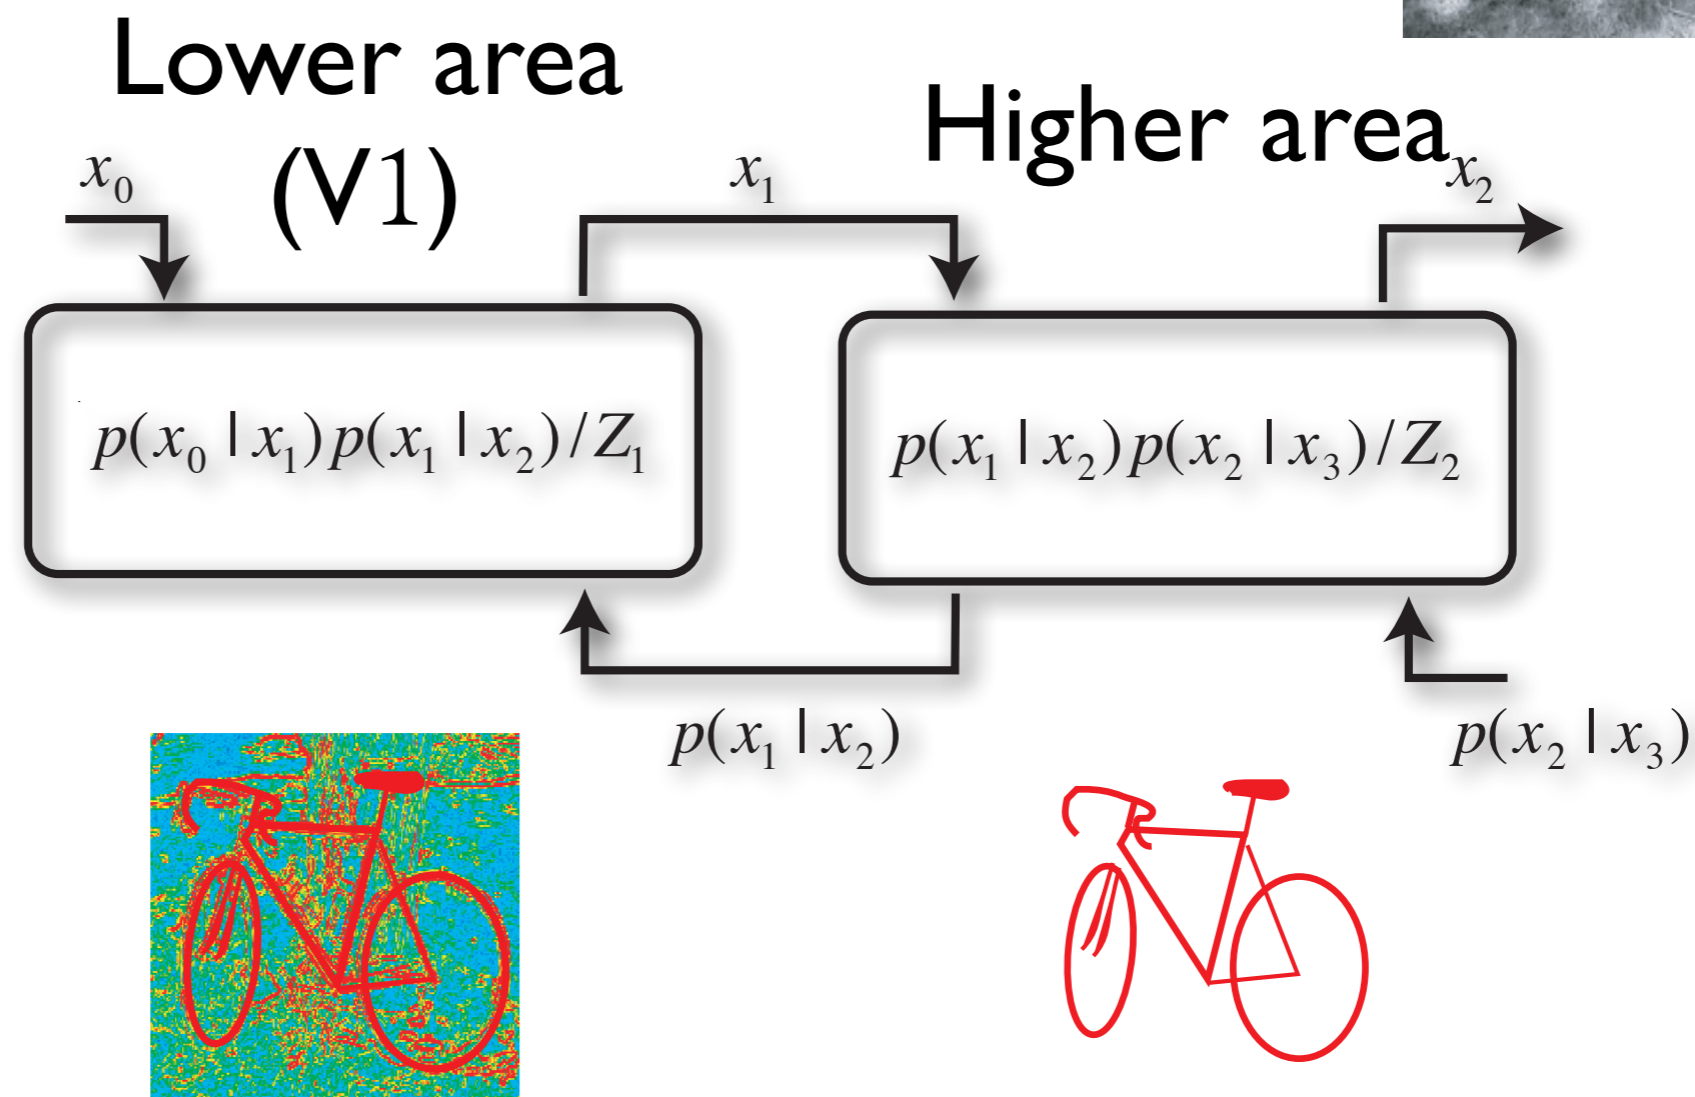 Lower area
(V1)
Higher area
x₀
x₁
x₂
p(x₀ | x₁)p(x₁ | x₂)/Z₁
p(x₁ | x₂)p(x₂ | x₃)/Z₂
p(x₁ | x₂)
p(x₂ | x₃)